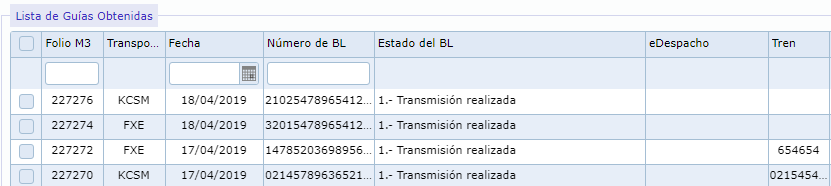 Lista de Guías Obtenidas
Folio M3 Transpo... Fecha Número de BL Estado del BL eDespacho Tren
227276 KCSM 18/04/2019 21025478965412... 1.- Transmisión realizada
227274 FXE 18/04/2019 32015478965412... 1.- Transmisión realizada
227272 FXE 17/04/2019 14785203698956... 1.- Transmisión realizada 654654
227270 KCSM 17/04/2019 02145789636521... 1.- Transmisión realizada 0215454...